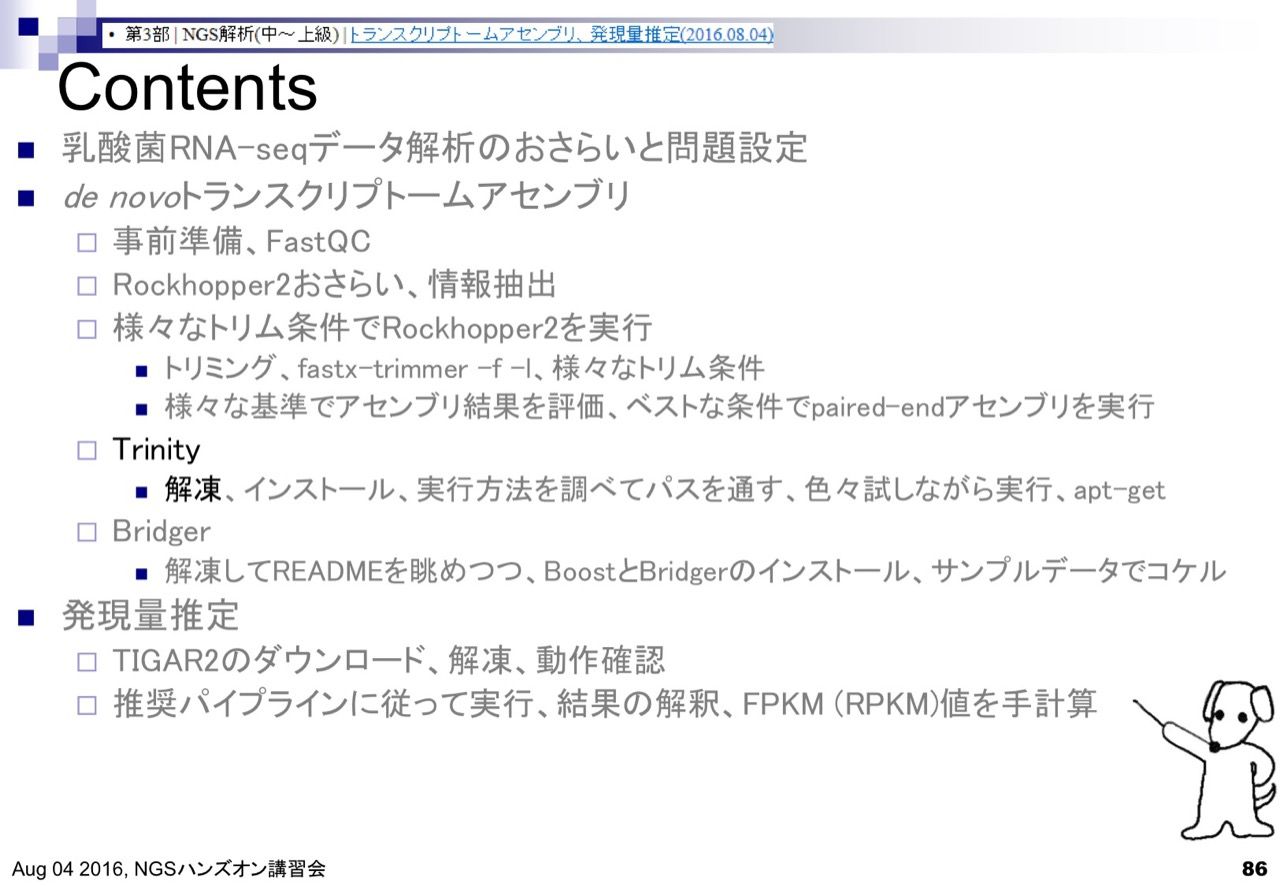 • 第3部 | NGS解析(中～上級) | トランスクリプトームアセンブリ、発現量推定(2016.08.04)
Contents
乳酸菌RNA-seqデータ解析のおさらいと問題設定
de novoトランスクリプトームアセンブリ
事前準備、FastQC
Rockhopper2おさらい、情報抽出
様々なトリム条件でRockhopper2を実行
トリミング、fastx-trimmer -f -l、様々なトリム条件
様々な基準でアセンブリ結果を評価、ベストな条件でpaired-endアセンブリを実行
Trinity
解凍、インストール、実行方法を調べてパスを通す、色々試しながら実行、apt-get
Bridger
解凍してREADMEを眺めつつ、BoostとBridgerのインストール、サンプルデータでコケル
発現量推定
TIGAR2のダウンロード、解凍、動作確認
推奨パイプラインに従って実行、結果の解釈、FPKM (RPKM)値を手計算
Aug 04 2016, NGSハンズオン講習会
86